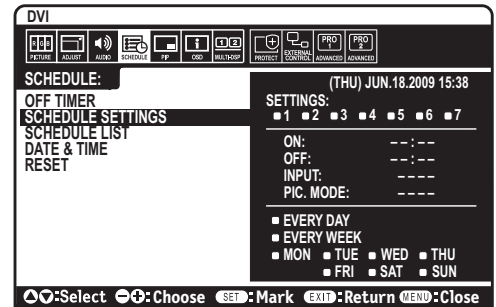 DVI
RGB
PICTURE ADJUST AUDIO SCHEDULE PIP OSD MULTI-DSP PROTECT EXTERNAL CONTROL PRO 1 ADVANCED PRO 2 ADVANCED
SCHEDULE:
OFF TIMER
SCHEDULE SETTINGS
SCHEDULE LIST
DATE & TIME
RESET
(THU) JUN.18.2009 15:38
SETTINGS:
1 2 3 4 5 6 7
ON: --:--
OFF: --:--
INPUT: ----
PIC. MODE: ----
EVERY DAY
EVERY WEEK
MON TUE WED THU
FRI SAT SUN
:Select :Choose SET:Mark EXIT:Return MENU:Close